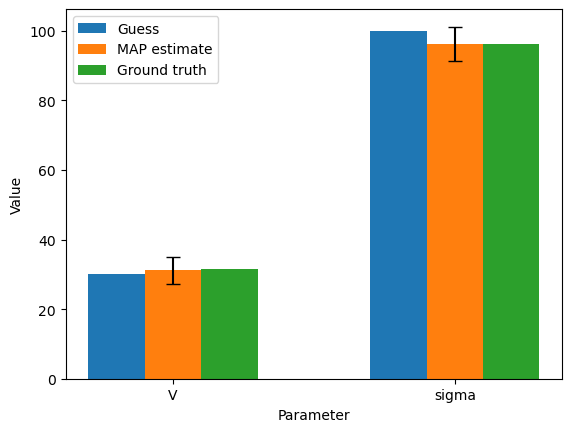 Guess
MAP estimate
Ground truth
100
80
60
40
20
0
Value
V
sigma
Parameter